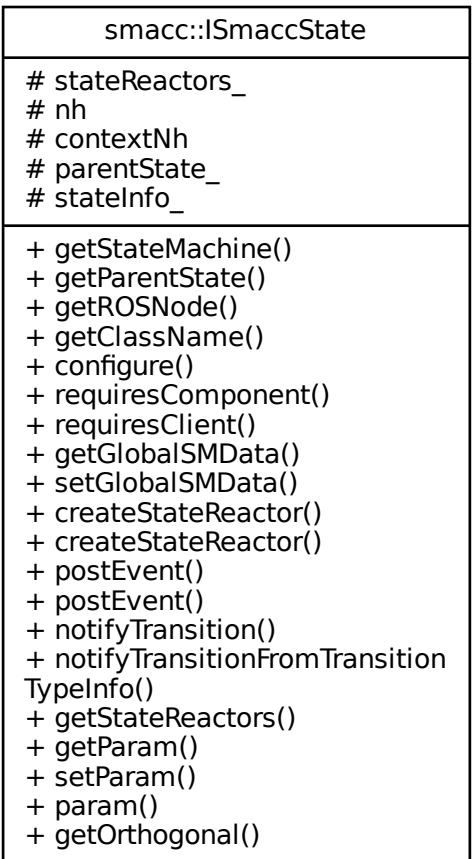 smacc::ISmaccState
# stateReactors_
# nh
# contextNh
# parentState_
# stateInfo_
+ getStateMachine()
+ getParentState()
+ getROSNode()
+ getClassName()
+ configure()
+ requiresComponent()
+ requiresClient()
+ getGlobalSMData()
+ setGlobalSMData()
+ createStateReactor()
+ createStateReactor()
+ postEvent()
+ postEvent()
+ notifyTransition()
+ notifyTransitionFromTransition
TypeInfo()
+ getStateReactors()
+ getParam()
+ setParam()
+ param()
+ getOrthogonal()